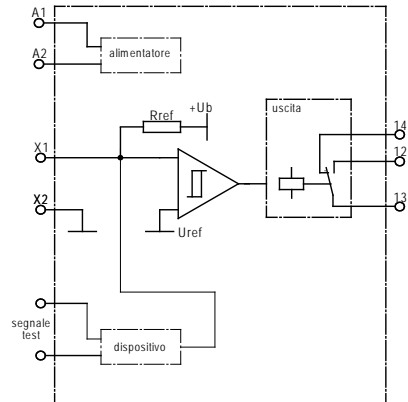 A1
A2
alimentatore
+Ub
Rref
uscita
14
X1
12
X2
13
Uref
segnale
test
dispositivo